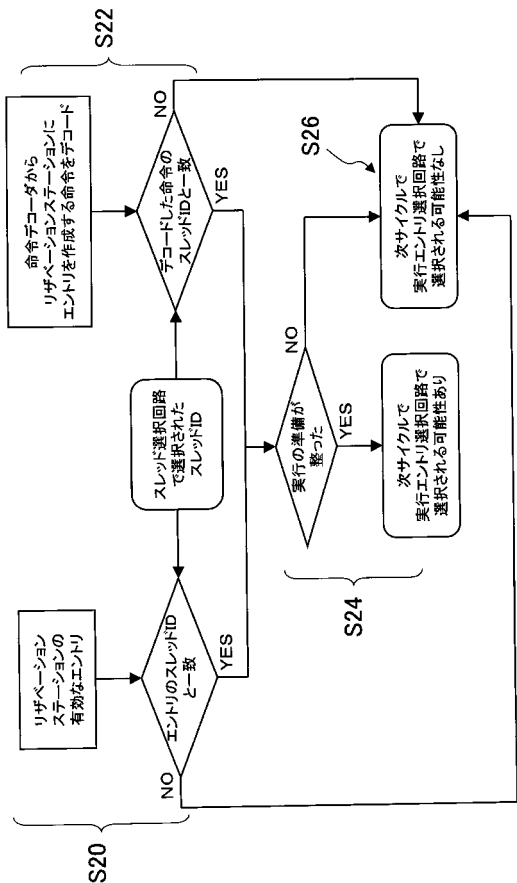 S20
リザベーション
ステーションの
有効なエントリ
エントリのスレッドID
と一致
NO
YES
スレッド選択回路
で選択された
スレッドID
S22
命令デコーダから
リザベーションステーションに
エントリを作成する命令をデコード
デコードした命令の
スレッドIDと一致
NO
YES
S24
実行の準備が
整った
NO
YES
次サイクルで
実行エントリ選択回路で
選択される可能性あり
S26
次サイクルで
実行エントリ選択回路で
選択される可能性なし